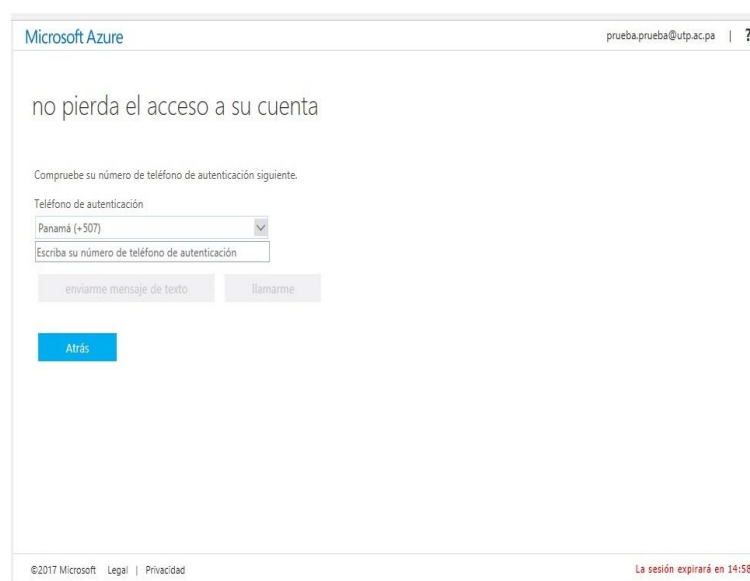 Microsoft Azure
prueba.prueba@utp.ac.pa | ?
no pierda el acceso a su cuenta
Compruebe su número de teléfono de autenticación siguiente.
Teléfono de autenticación
Panamá (+507)
Escriba su número de teléfono de autenticación
enviarme mensaje de texto
llamarme
Atrás
©2017 Microsoft Legal | Privacidad
La sesión expirará en 14:58